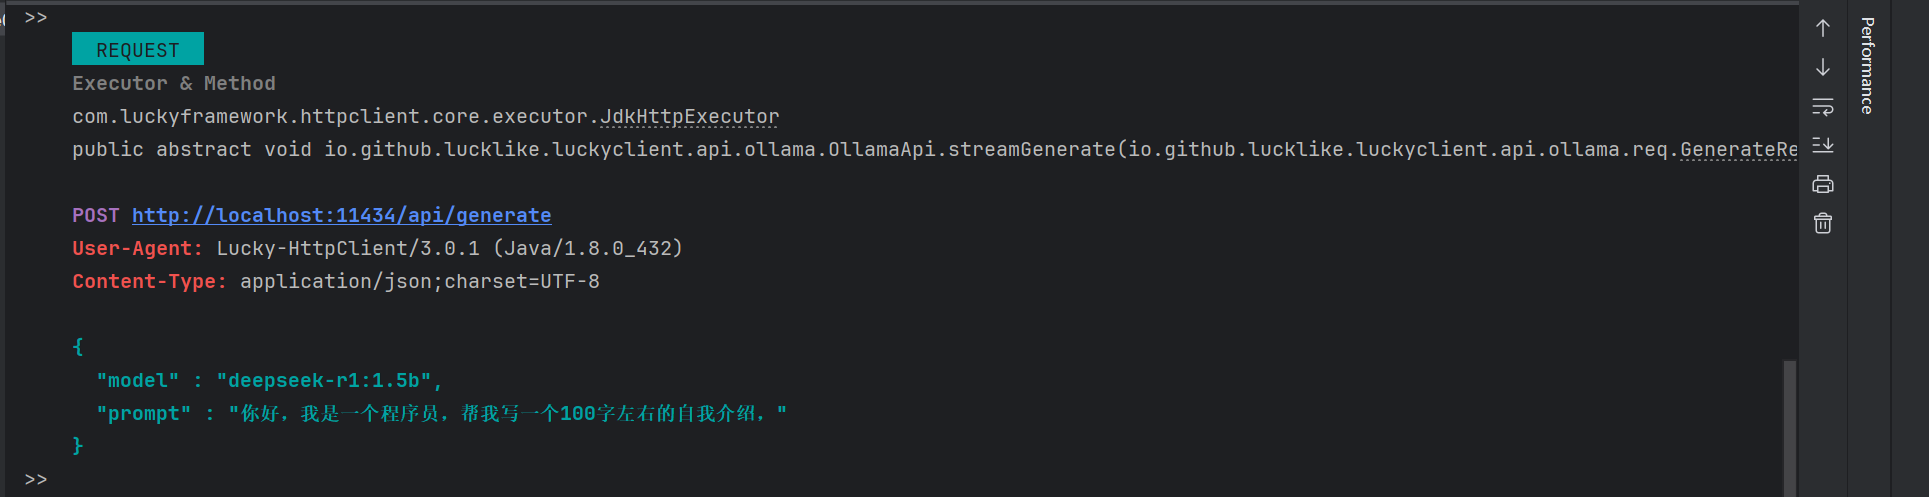 >>
REQUEST
Executor & Method
com.luckyframework.httpclient.core.executor.JdkHttpExecutor
public abstract void io.github.lucklike.luckyclient.api.ollama.OllamaApi.streamGenerate(io.github.lucklike.luckyclient.api.ollama.req.GenerateRe
POST http://localhost:11434/api/generate
User-Agent: Lucky-HttpClient/3.0.1 (Java/1.8.0_432)
Content-Type: application/json;charset=UTF-8
{
"model" : "deepseek-r1:1.5b",
"prompt" : "你好，我是一个程序员，帮我写一个100字左右的自我介绍，"
}
>>
Performance